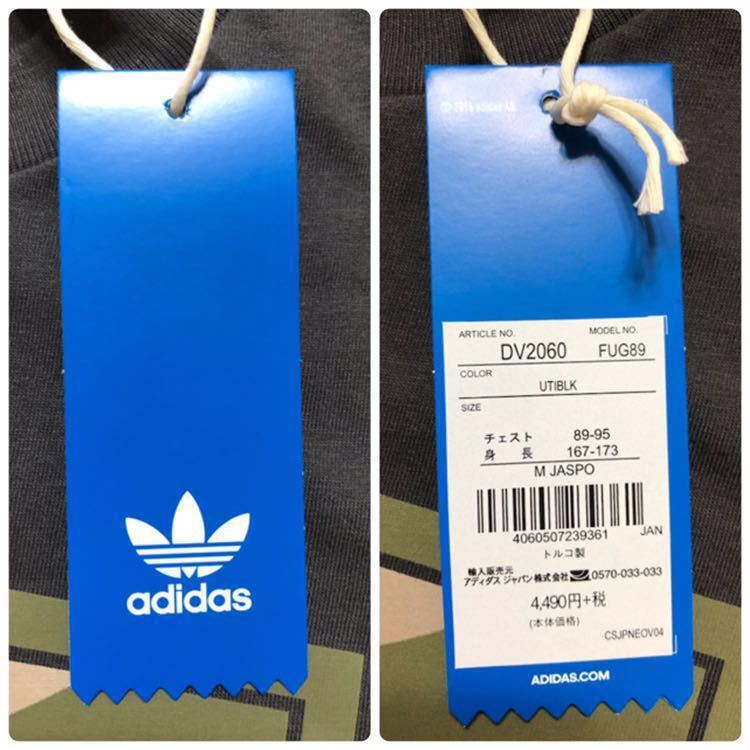 adidas
© 2016 adidas AG
ARTICLE NO. MODEL NO.
DV2060 FUG89
COLOR
UTIBLK
SIZE
チェスト 89-95
身長 167-173
M JASPO
4060507239361 JAN
トルコ製
輸入販売元
アディダス ジャパン株式会社 0570-033-033
4,490円+税
(本体価格)
CSJPNEOV04
ADIDAS.COM